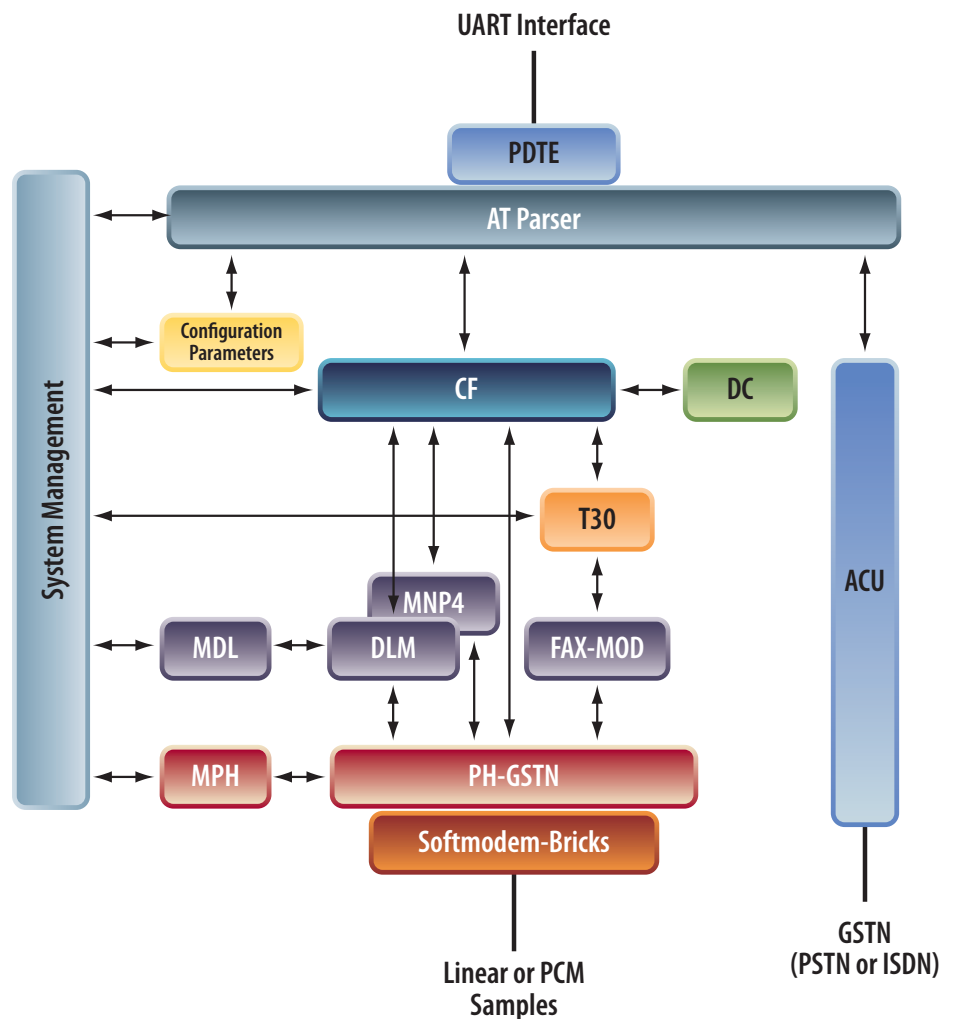 UART Interface
PDTE
AT Parser
Configuration
Parameters
CF
DC
System Management
T30
ACU
MNP4
MDL
DLM
FAX-MOD
MPH
PH-GSTN
Softmodem-Bricks
GSTN
(PSTN or ISDN)
Linear or PCM
Samples